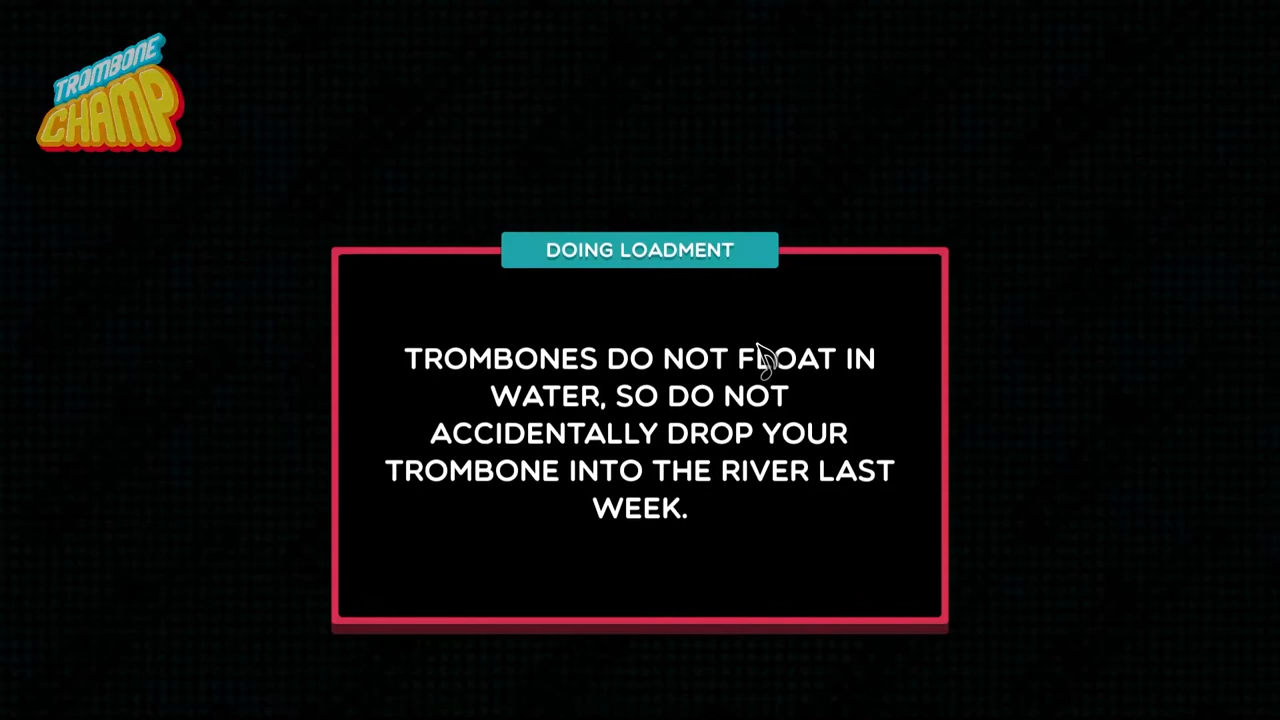 TROMBONE
CHAMP
DOING LOADMENT
TROMBONES DO NOT FLOAT IN
WATER, SO DO NOT
ACCIDENTALLY DROP YOUR
TROMBONE INTO THE RIVER LAST
WEEK.